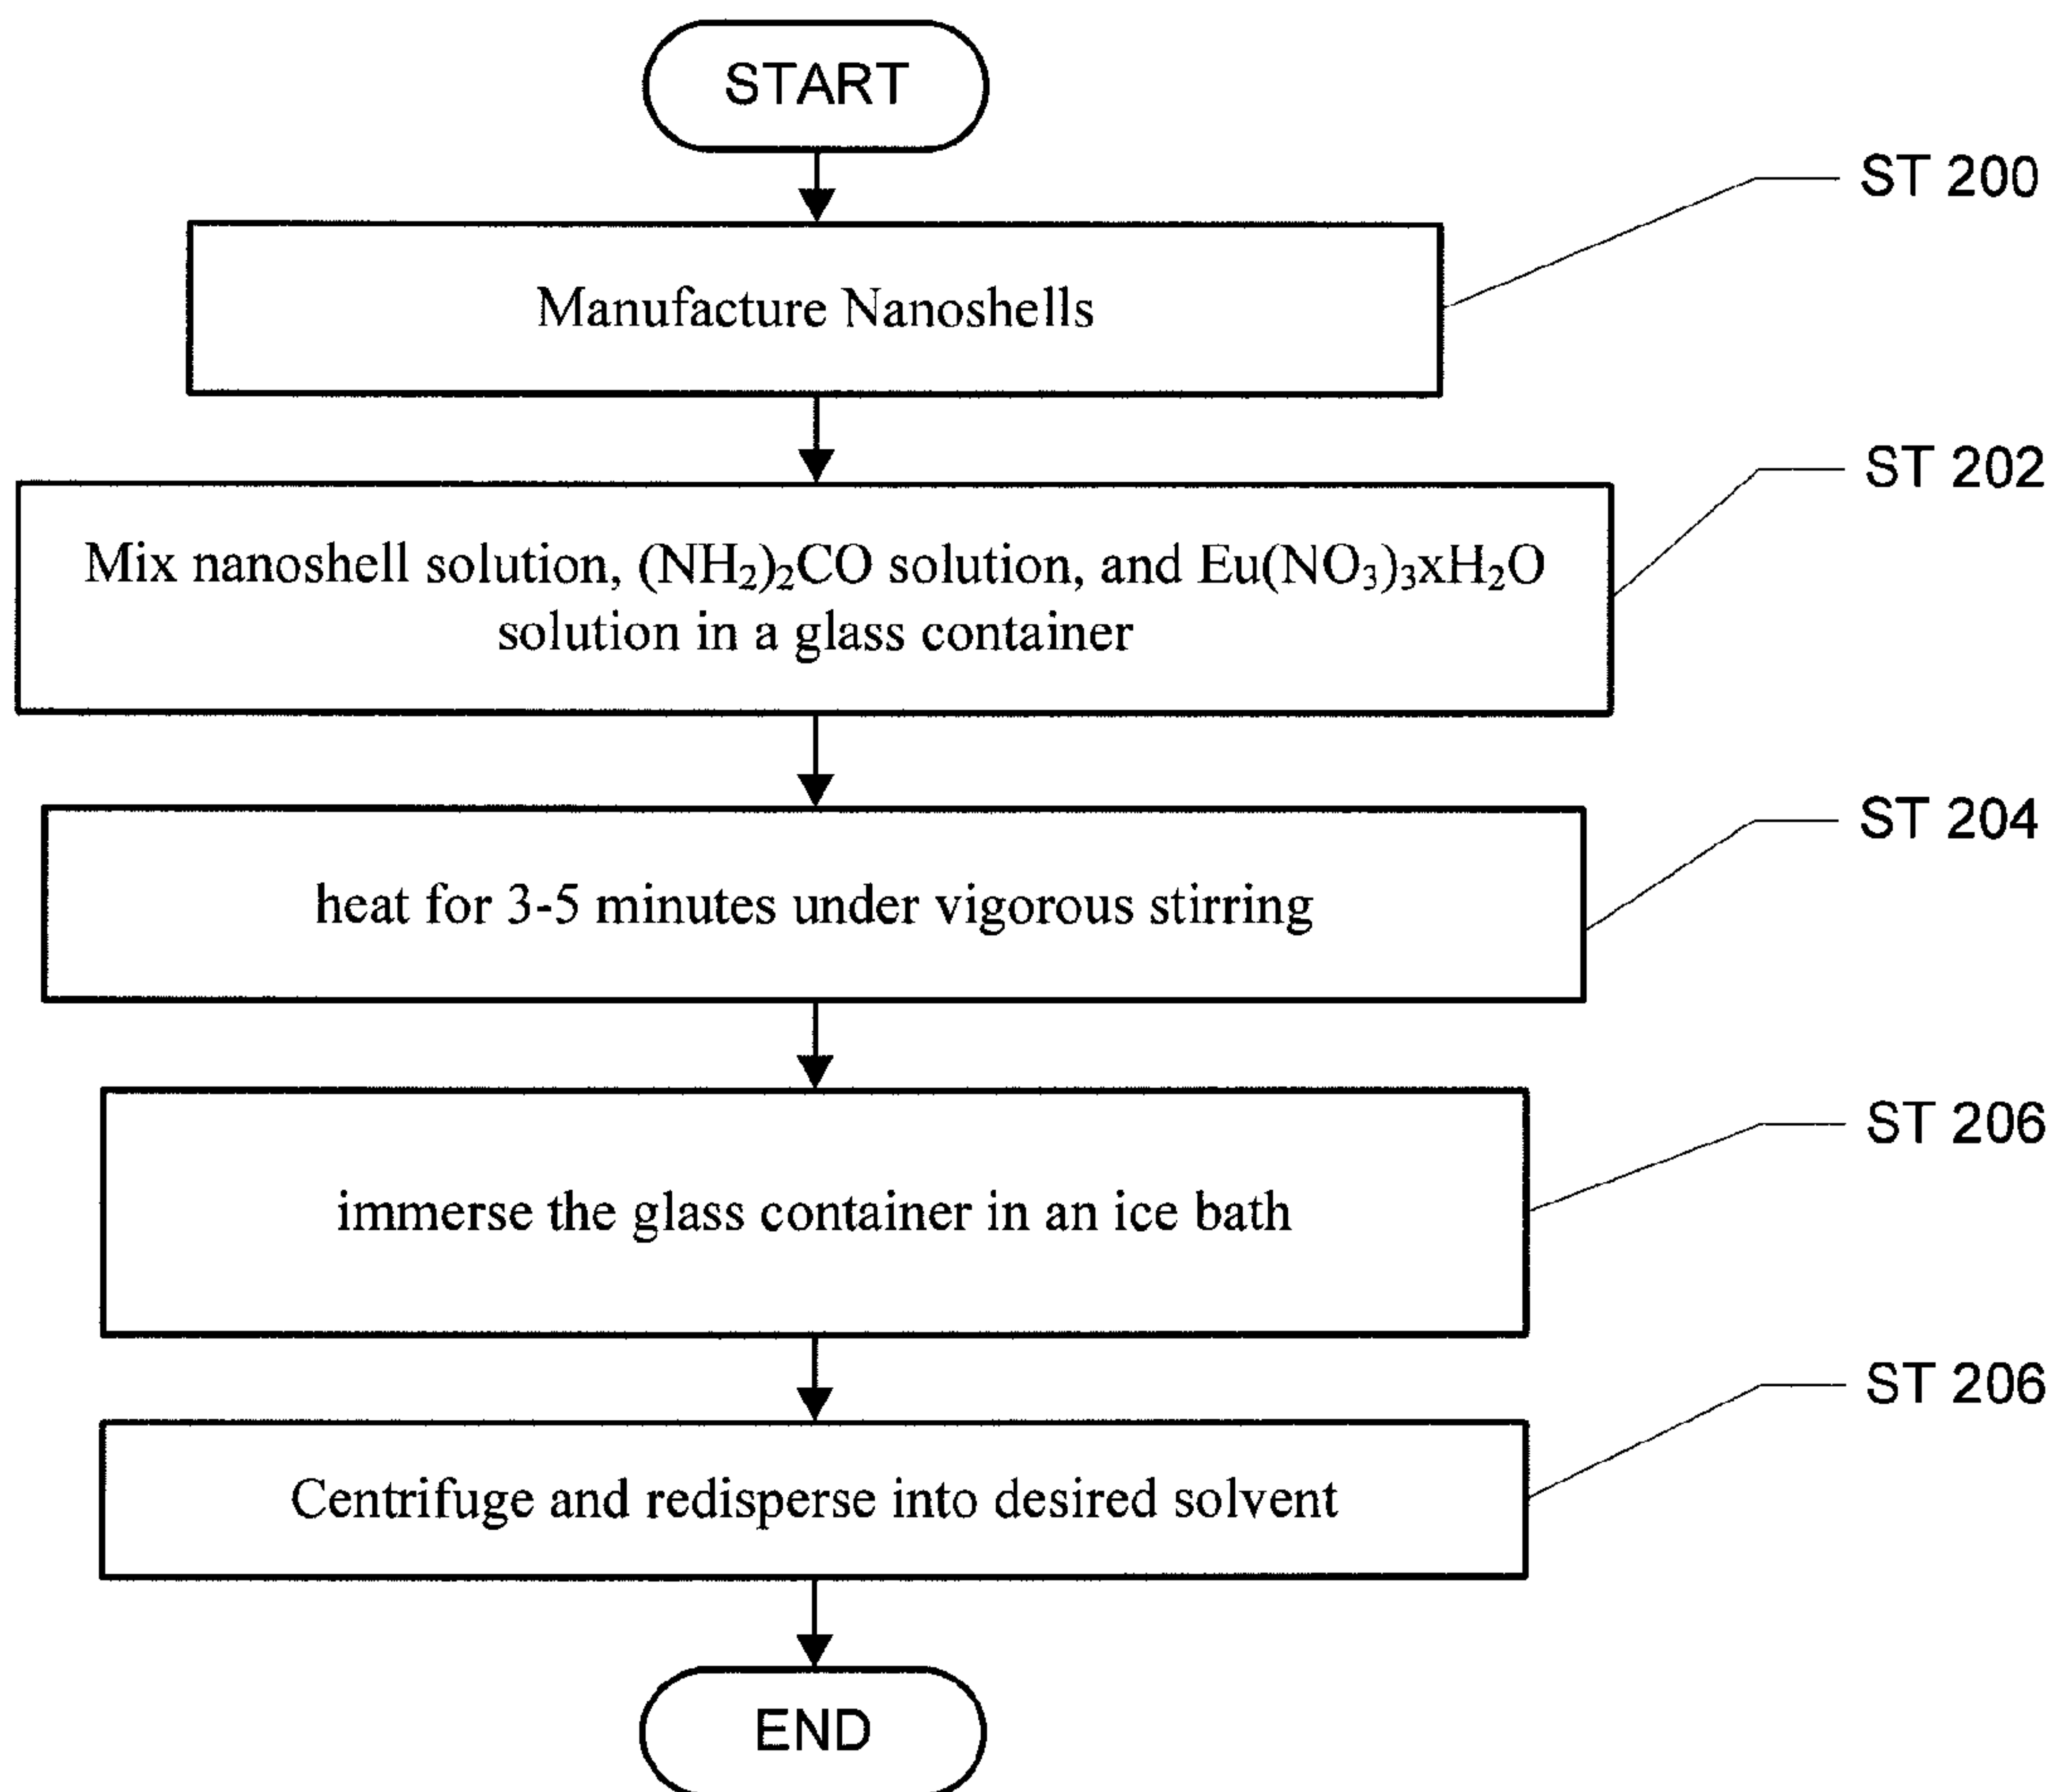 START
ST 200
Manufacture Nanoshells
ST 202
Mix nanoshell solution, (NH₂)₂CO solution, and Eu(NO₃)₃xH₂O
solution in a glass container
ST 204
heat for 3-5 minutes under vigorous stirring
ST 206
immerse the glass container in an ice bath
ST 206
Centrifuge and redisperse into desired solvent
END